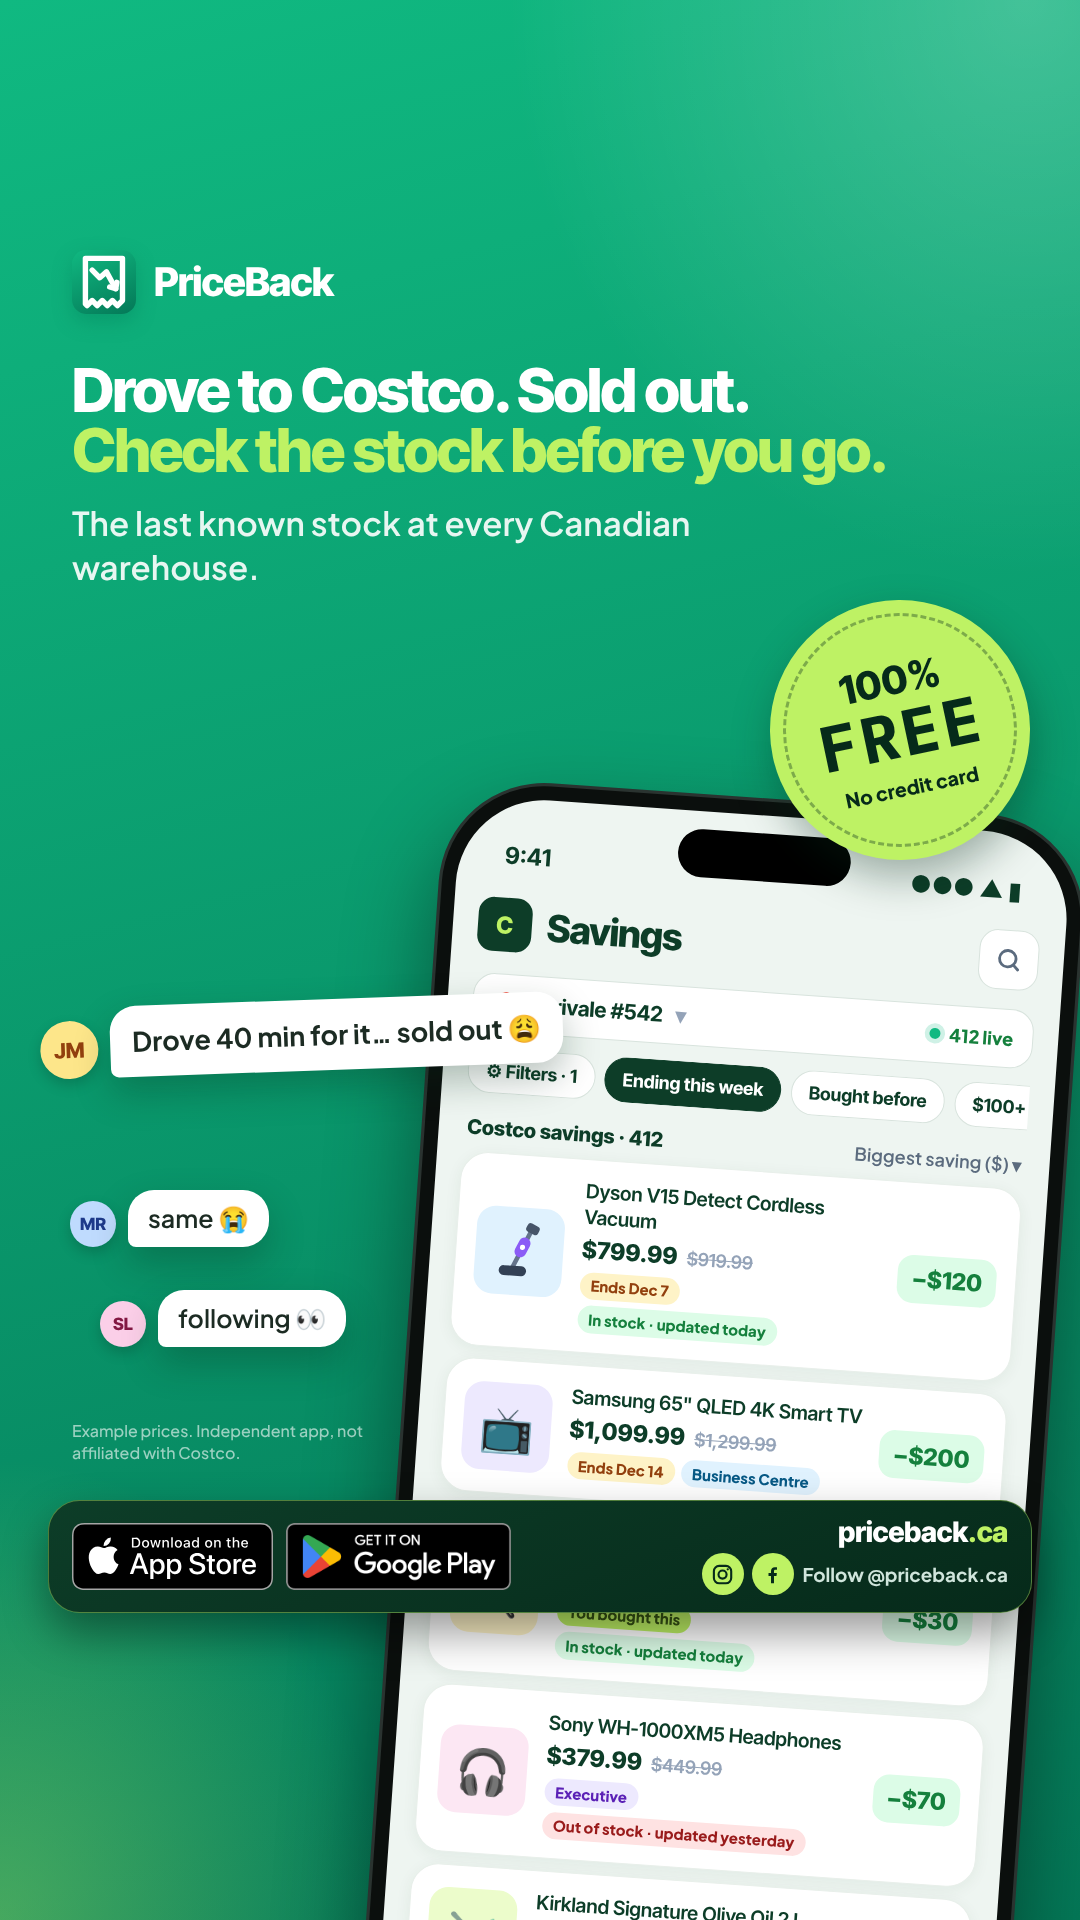 PriceBack
Drove to Costco. Sold out.
Check the stock before you go.
The last known stock at every Canadian
warehouse.
100%
FREE
No credit card
9:41
C
Savings
#542 ▼
412 live
JM
Drove 40 min for it... sold out 😩
⚙ Filters · 1
Ending this week
Bought before
$100+
Costco savings · 412
Biggest saving ($) ▾
Dyson V15 Detect Cordless
Vacuum
$799.99 $919.99
−$120
Ends Dec 7
In stock · updated today
MR
same 😭
SL
following 👀
Samsung 65" QLED 4K Smart TV
$1,099.99 $1,299.99
−$200
Ends Dec 14
Business Centre
Example prices. Independent app, not
affiliated with Costco.
Download on the
App Store
GET IT ON
Google Play
priceback.ca
Follow @priceback.ca
You bought this
−$30
In stock · updated today
Sony WH-1000XM5 Headphones
$379.99 $449.99
−$70
Executive
Out of stock · updated yesterday
Kirkland Signature Olive Oil 2